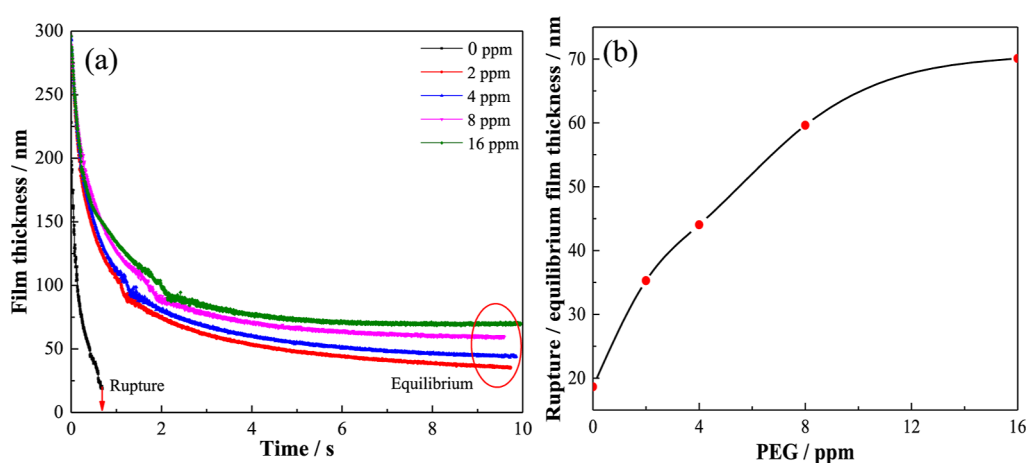 (a)
Film thickness / nm
300
250
200
150
100
50
0
0 ppm
2 ppm
4 ppm
8 ppm
16 ppm
Rupture
Equilibrium
0 2 4 6 8 10
Time / s
(b)
Rupture / equilibrium film thickness / nm
70
60
50
40
30
20
0 4 8 12 16
PEG / ppm